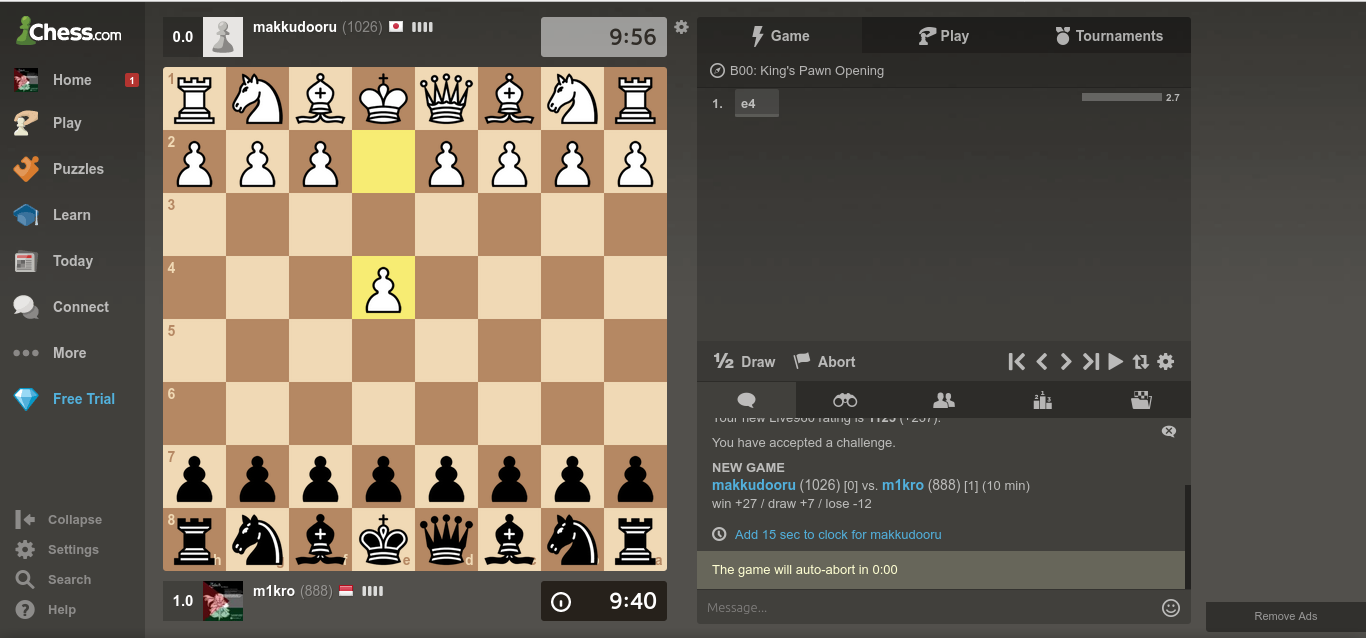 Chess.com
Home 1
Play
Puzzles
Learn
Today
Connect
More
Free Trial
Collapse
Settings
Search
Help
0.0 makkudooru (1026) 9:56
1
2
3
4
5
6
7
8
h e d a
1.0 m1kro (888) 9:40
Game Play Tournaments
B00: King's Pawn Opening
1. e4 2.7
½ Draw Abort
You have accepted a challenge.
NEW GAME
makkudooru (1026) [0] vs. m1kro (888) [1] (10 min)
win +27 / draw +7 / lose -12
Add 15 sec to clock for makkudooru
The game will auto-abort in 0:00
Message...
Remove Ads